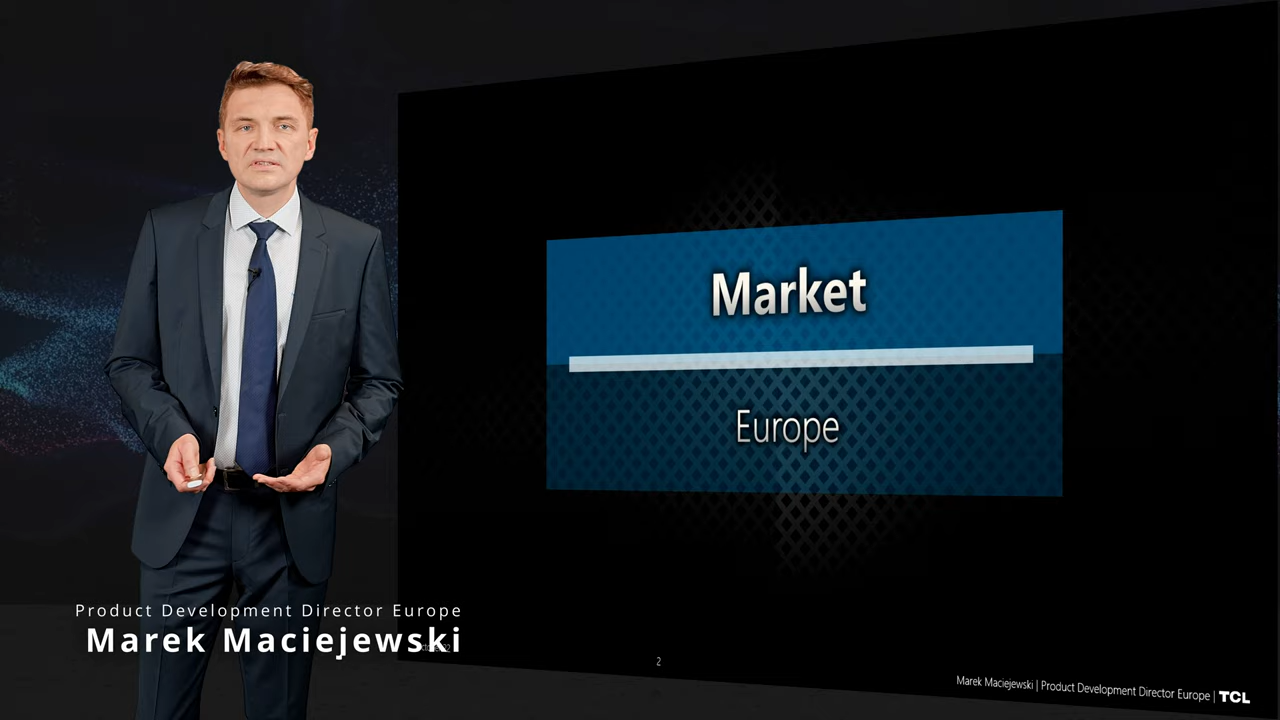 Market
Europe
Product Development Director Europe
Marek Maciejewski
2
Marek Maciejewski | Product Development Director Europe | TCL